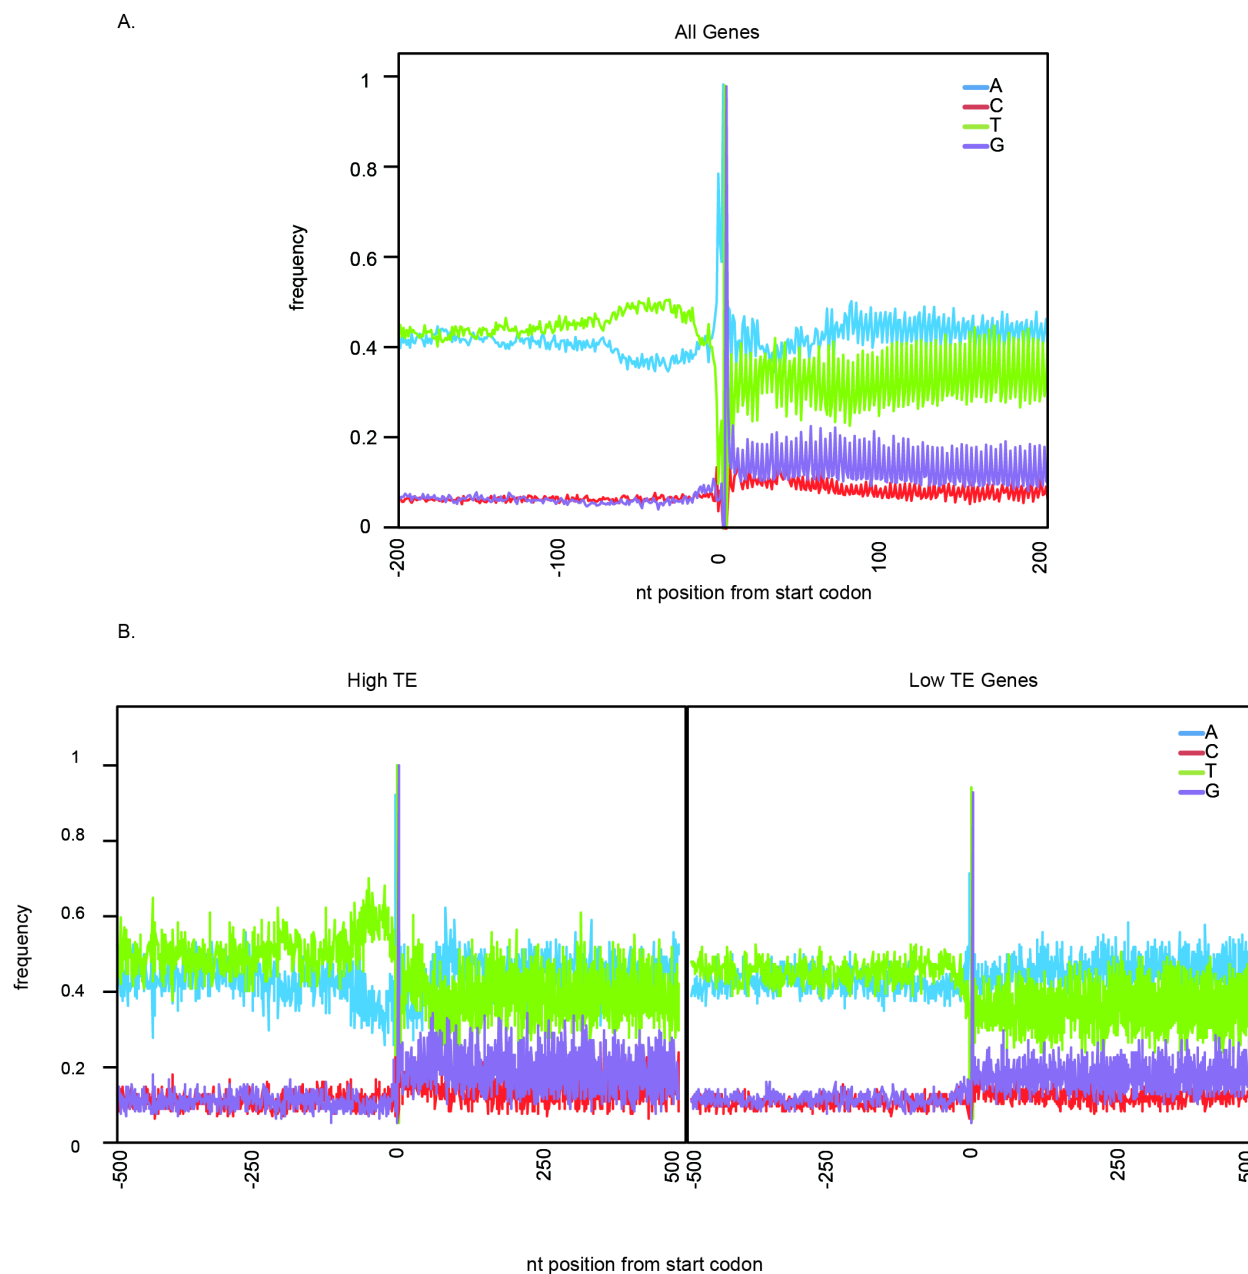 A.
All Genes
1
0.8
0.6
0.4
0.2
0
frequency
A
C
T
G
-200
-100
0
100
200
nt position from start codon
B.
High TE
Low TE Genes
1
0.8
0.6
0.4
0.2
0
frequency
A
C
T
G
-500
-250
0
250
500
-500
-250
0
250
500
nt position from start codon